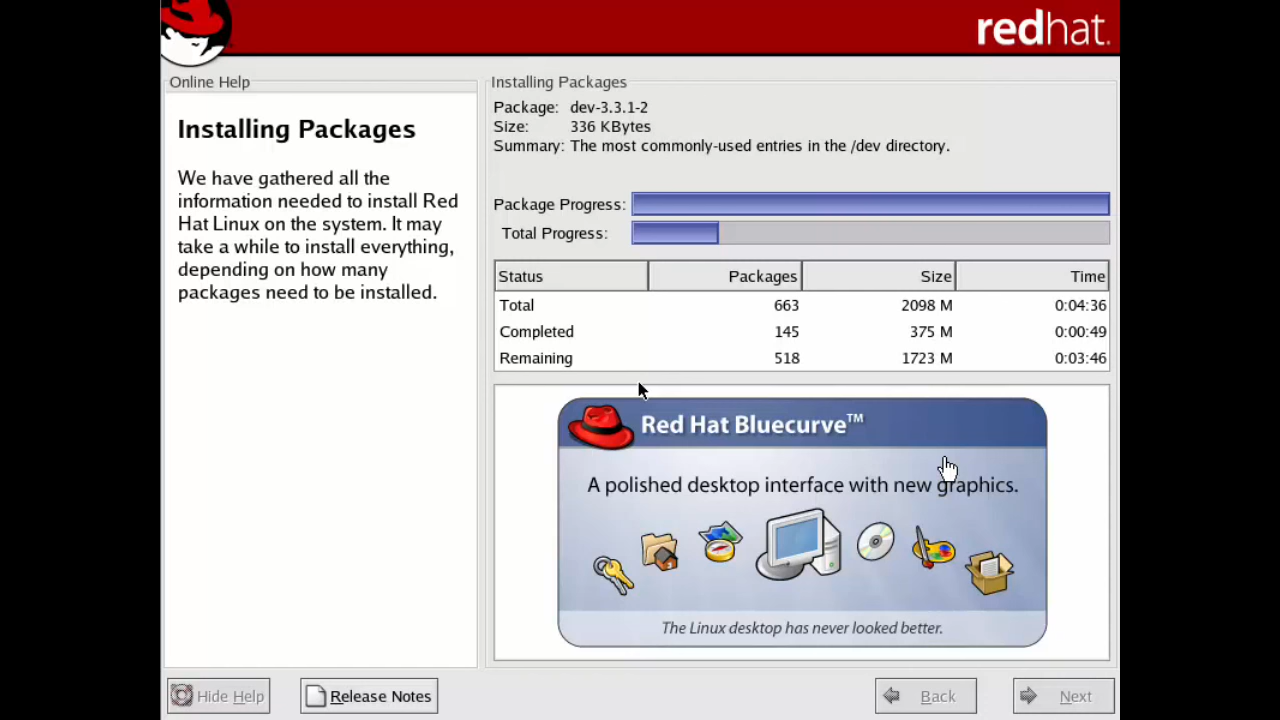 redhat.
Online Help
Installing Packages
We have gathered all the
information needed to install Red
Hat Linux on the system. It may
take a while to install everything,
depending on how many
packages need to be installed.
Installing Packages
Package: dev-3.3.1-2
Size: 336 KBytes
Summary: The most commonly-used entries in the /dev directory.
Package Progress:
Total Progress:
Status Packages Size Time
Total 663 2098 M 0:04:36
Completed 145 375 M 0:00:49
Remaining 518 1723 M 0:03:46
Red Hat Bluecurve™
A polished desktop interface with new graphics.
The Linux desktop has never looked better.
Hide Help Release Notes Back Next